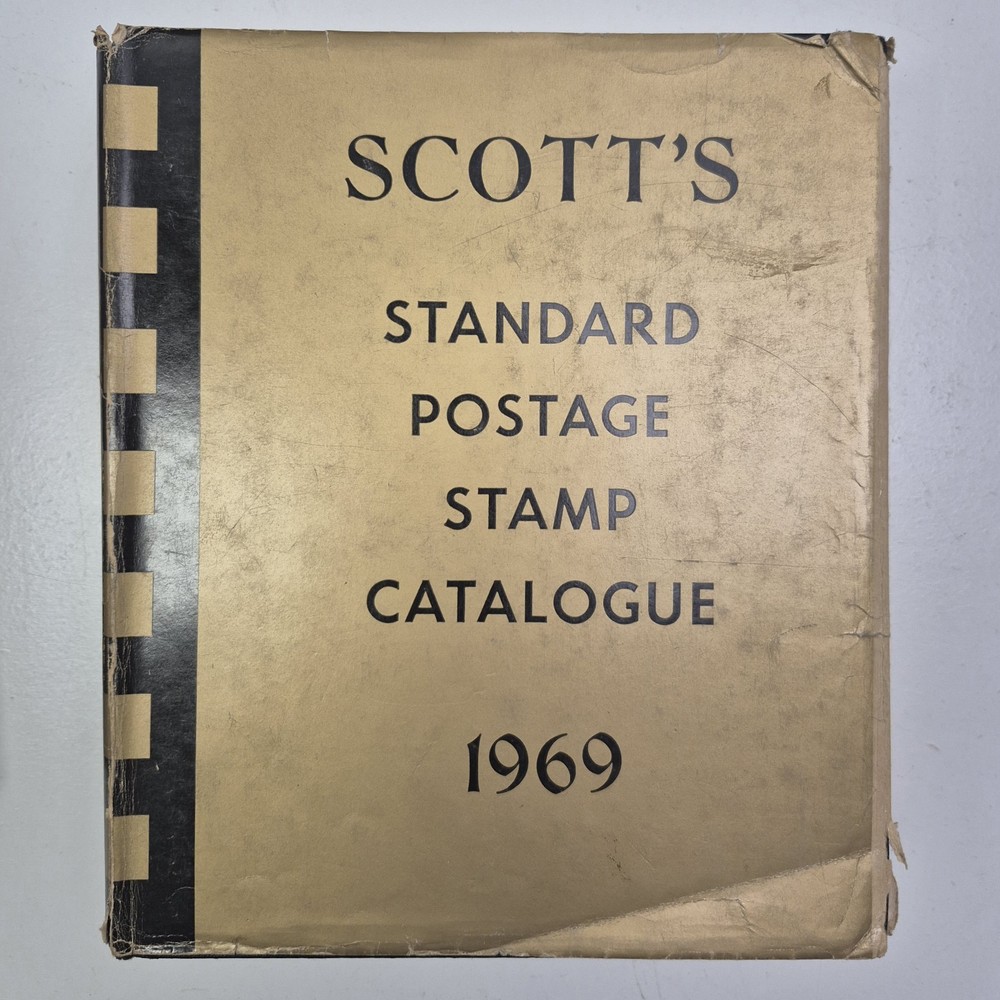 SCOTT'S
STANDARD
POSTAGE
STAMP
CATALOGUE
1969